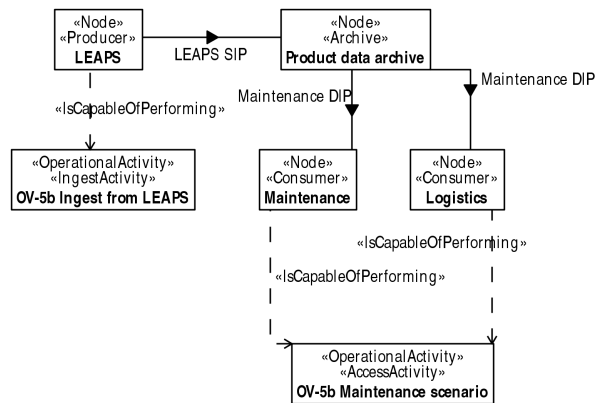 «Node»
«Producer»
LEAPS
LEAPS SIP
«Node»
«Archive»
Product data archive
«IsCapableOfPerforming»
Maintenance DIP
Maintenance DIP
«OperationalActivity»
«IngestActivity»
OV-5b Ingest from LEAPS
«Node»
«Consumer»
Maintenance
«Node»
«Consumer»
Logistics
«IsCapableOfPerforming»
«IsCapableOfPerforming»
«OperationalActivity»
«AccessActivity»
OV-5b Maintenance scenario